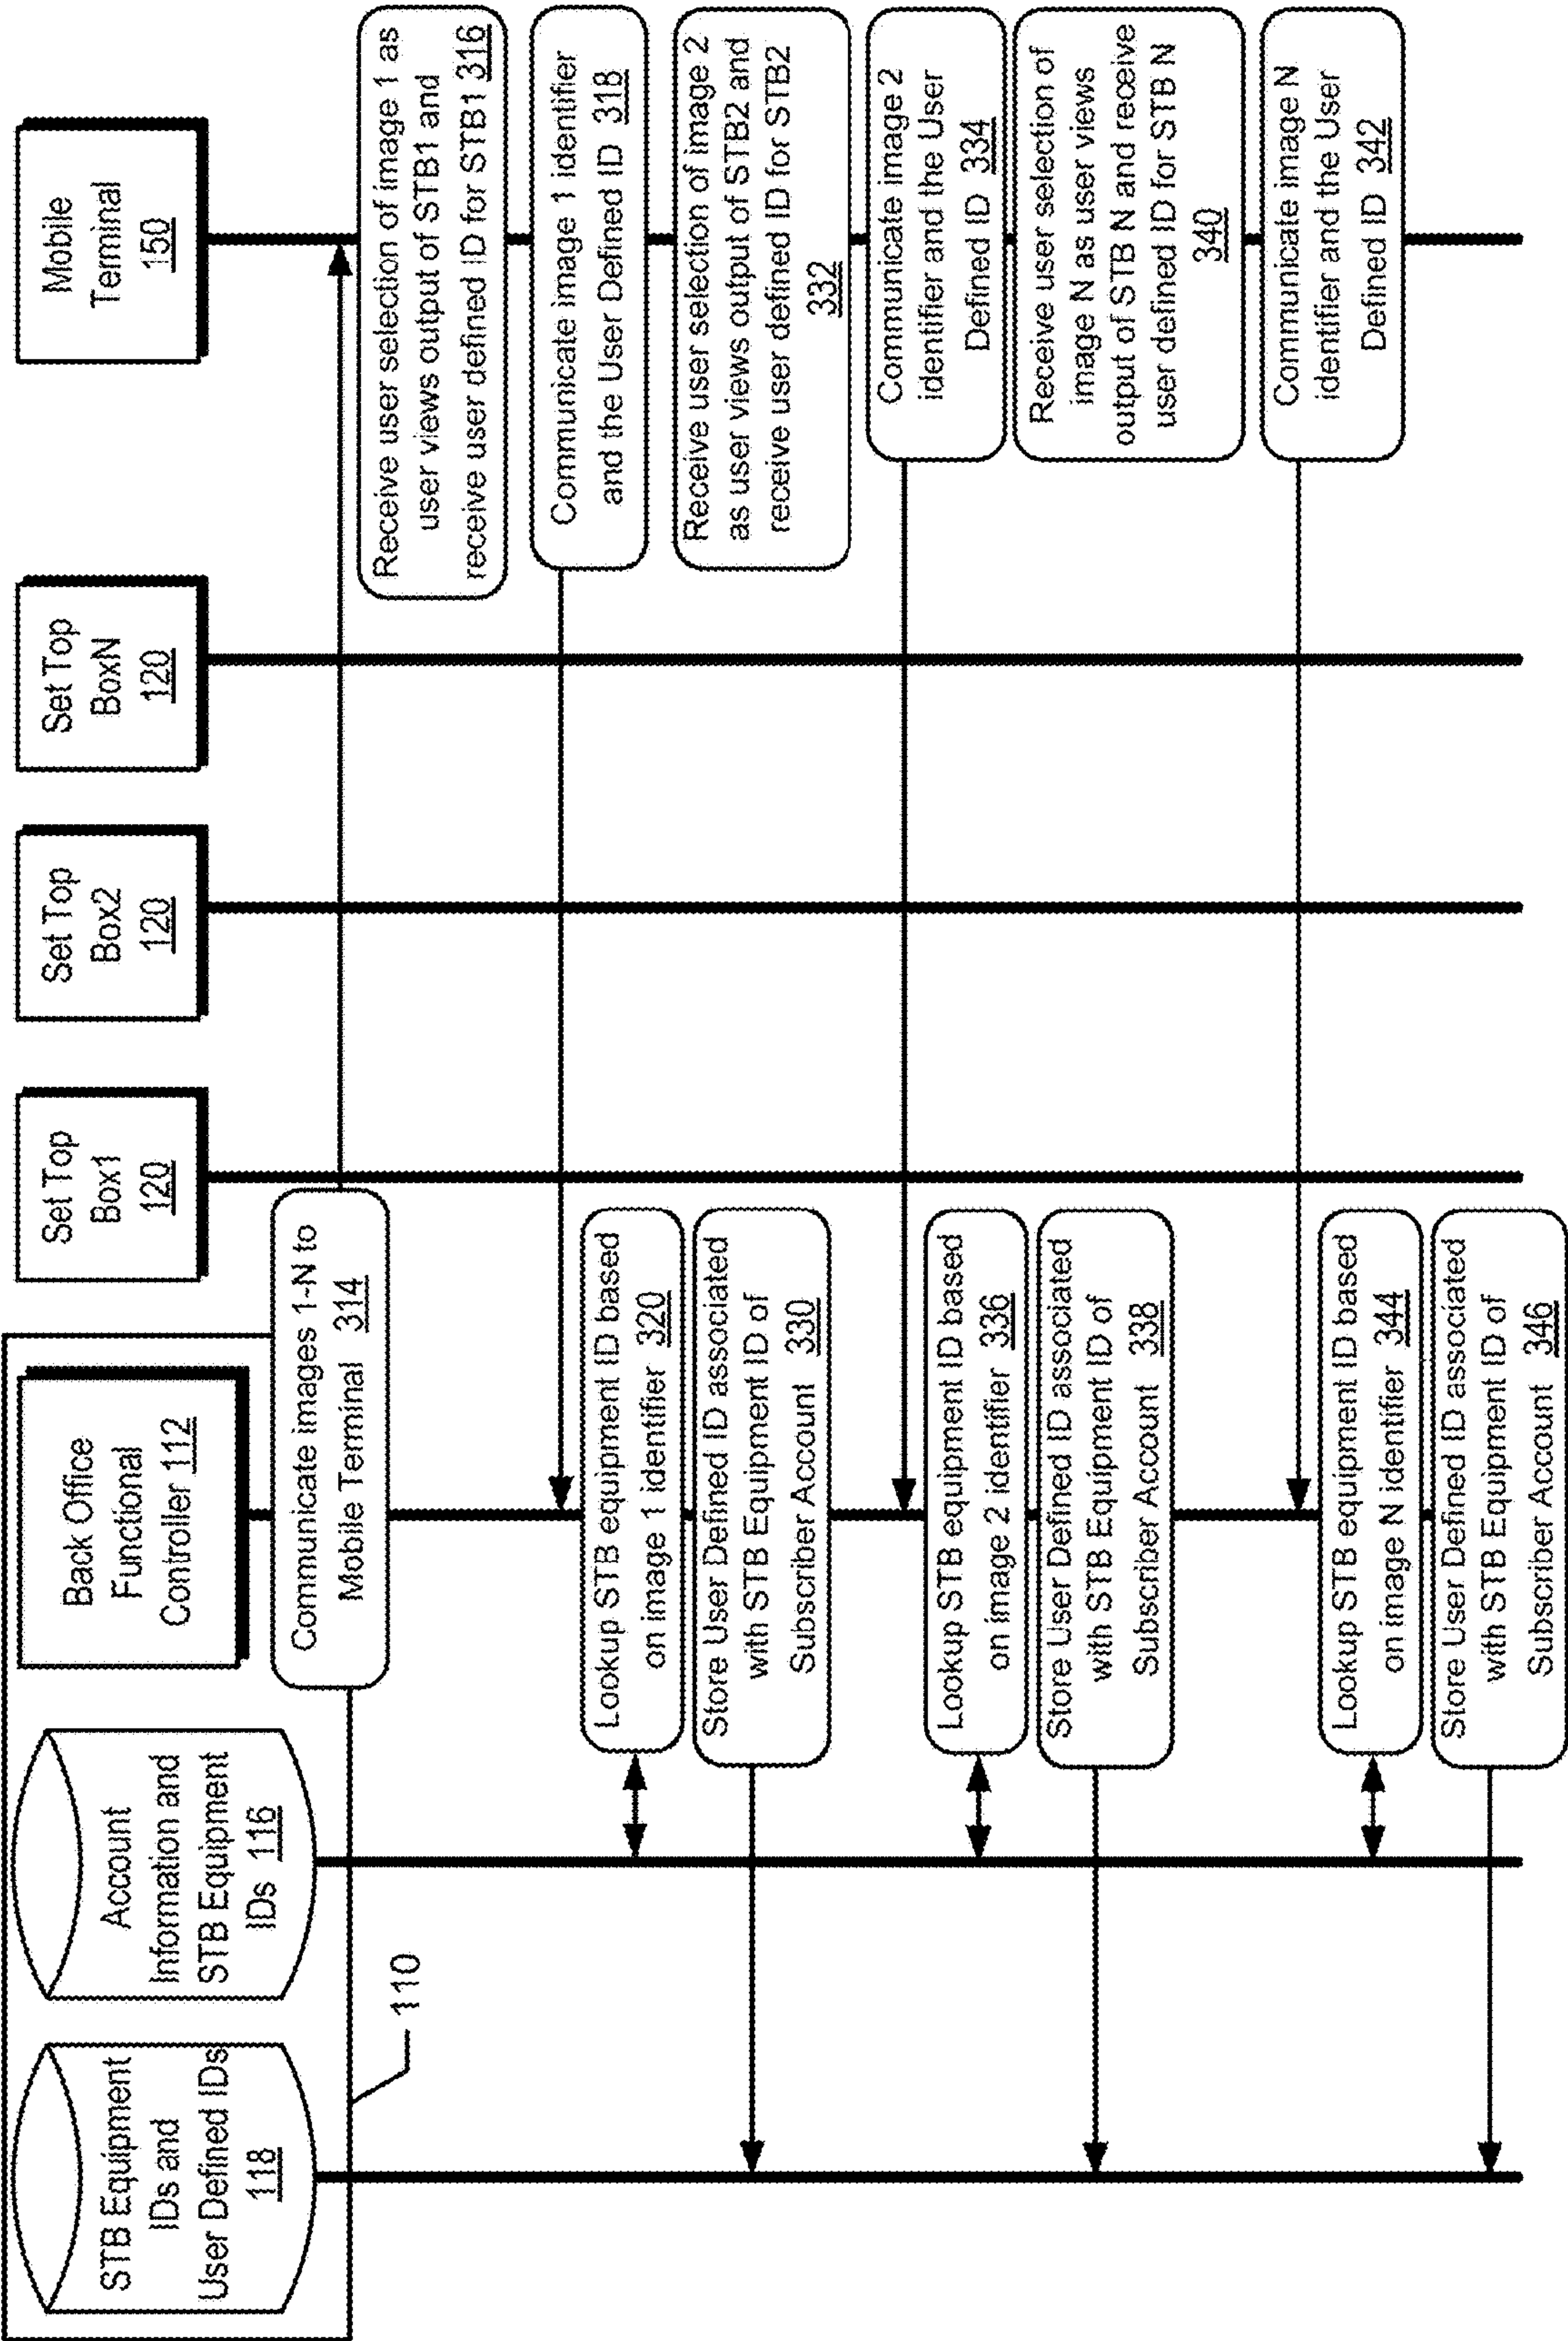 STB Equipment
IDs and
User Defined IDs
118
Account
Information and
STB Equipment
IDs 116
Back Office
Functional
Controller 112
Set Top
Box1
120
Set Top
Box2
120
Set Top
BoxN
120
Mobile
Terminal
150
110
Communicate images 1-N to
Mobile Terminal 314
Receive user selection of image 1 as
user views output of STB1 and
receive user defined ID for STB1 316
Communicate image 1 identifier
and the User Defined ID 318
Lookup STB equipment ID based
on image 1 identifier 320
Store User Defined ID associated
with STB Equipment ID of
Subscriber Account 330
Receive user selection of image 2
as user views output of STB2 and
receive user defined ID for STB2
332
Communicate image 2
identifier and the User
Defined ID 334
Lookup STB equipment ID based
on image 2 identifier 336
Store User Defined ID associated
with STB Equipment ID of
Subscriber Account 338
Receive user selection of
image N as user views
output of STB N and receive
user defined ID for STB N
340
Communicate image N
identifier and the User
Defined ID 342
Lookup STB equipment ID based
on image N identifier 344
Store User Defined ID associated
with STB Equipment ID of
Subscriber Account 346